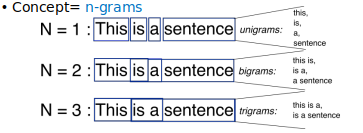 • Concept= n-grams
N = 1 : This is a sentence unigrams: this,
is,
a,
sentence
N = 2 : This is a sentence bigrams: this is,
is a,
a sentence
N = 3 : This is a sentence trigrams: this is a,
is a sentence